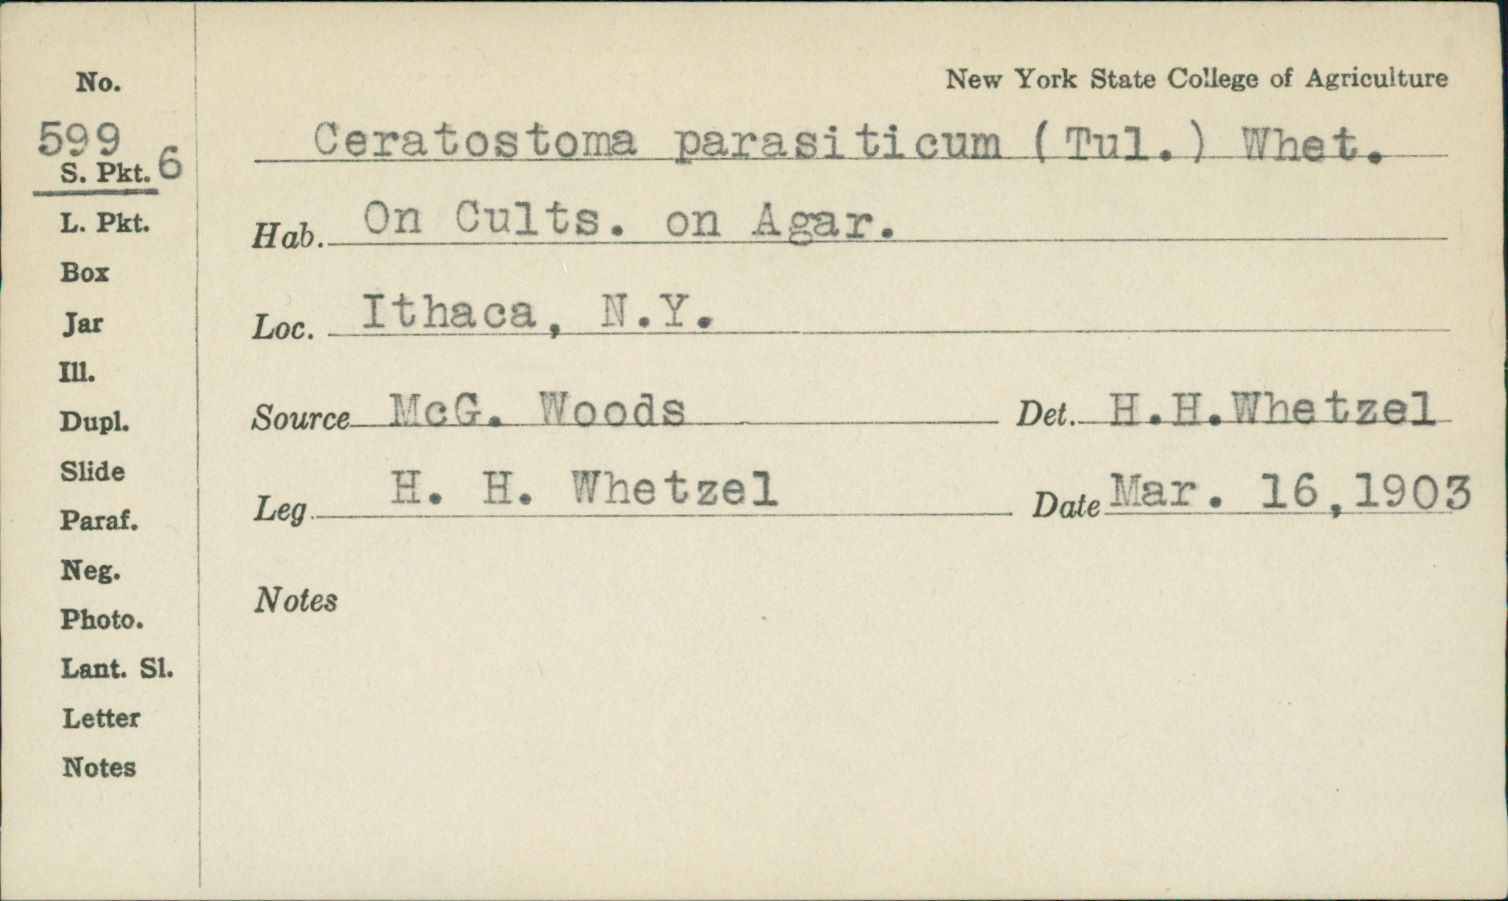 New York State College of Agriculture
No.
599
S. Pkt. 6
L. Pkt.
Box
Jar
Ill.
Dupl.
Slide
Paraf.
Neg.
Photo.
Lant. Sl.
Letter
Notes
Ceratostoma parasiticum (Tul.) Whet.
Hab. On Cults. on Agar.
Loc. Ithaca, N.Y.
Source McG. Woods Det. H.H.Whetzel
Leg. H. H. Whetzel Date Mar. 16,1903
Notes